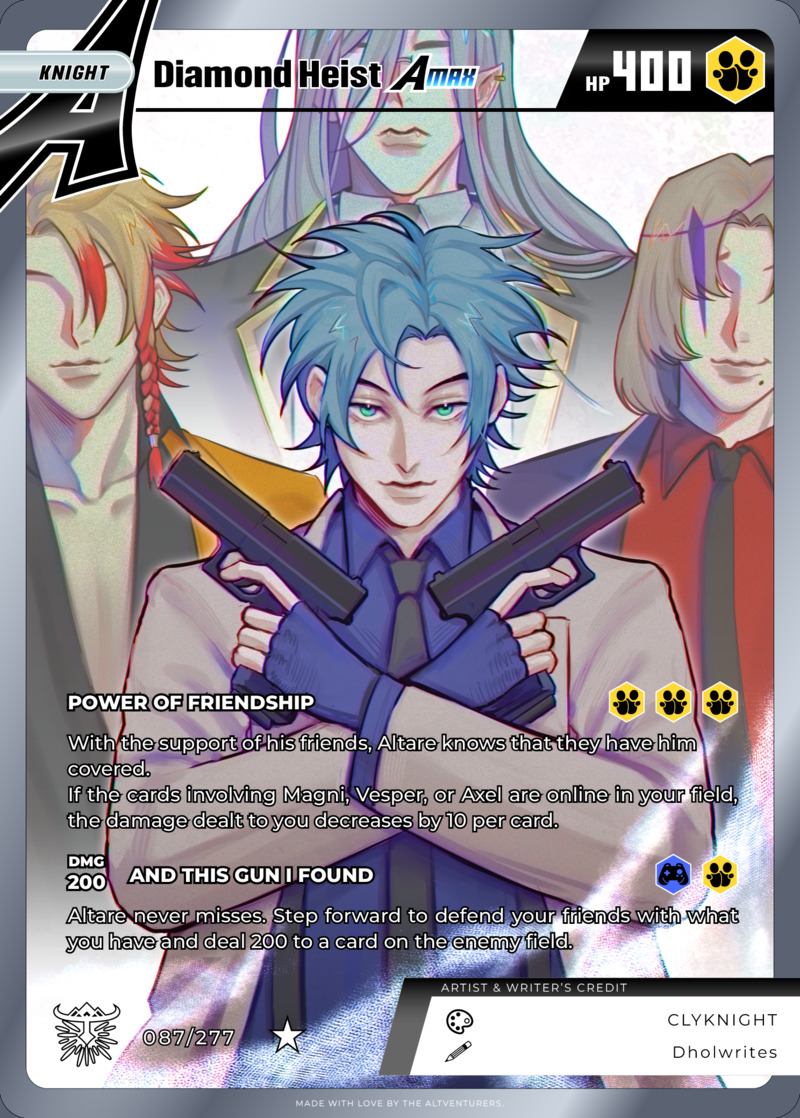 KNIGHT
Diamond Heist Amax
HP 400
POWER OF FRIENDSHIP
With the support of his friends, Altare knows that they have him
covered.
If the cards involving Magni, Vesper, or Axel are online in your field,
the damage dealt to you decreases by 10 per card.
DMG
200
AND THIS GUN I FOUND
Altare never misses. Step forward to defend your friends with what
you have and deal 200 to a card on the enemy field.
ARTIST & WRITER'S CREDIT
087/277
CLYKNIGHT
Dholwrites
MADE WITH LOVE BY THE ALTVENTURERS.